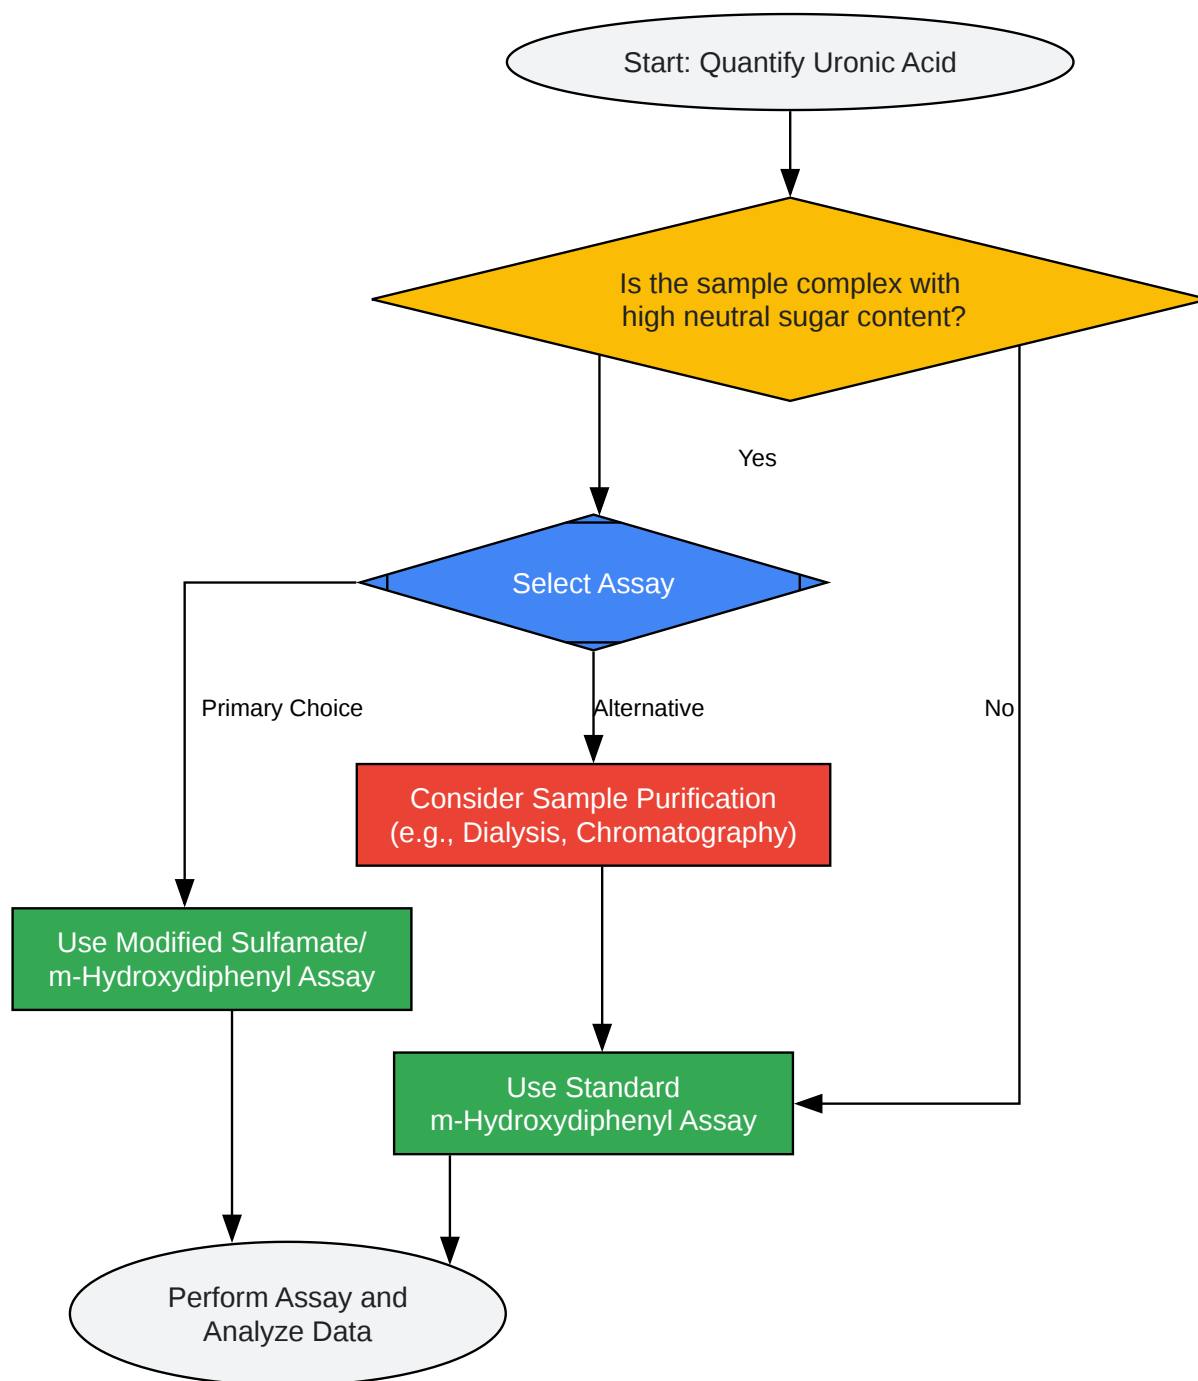 Start: Quantify Uronic Acid
Is the sample complex with
high neutral sugar content?
Yes
Select Assay
Primary Choice
Alternative
No
Consider Sample Purification
(e.g., Dialysis, Chromatography)
Use Modified Sulfamate/
m-Hydroxydiphenyl Assay
Use Standard
m-Hydroxydiphenyl Assay
Perform Assay and
Analyze Data